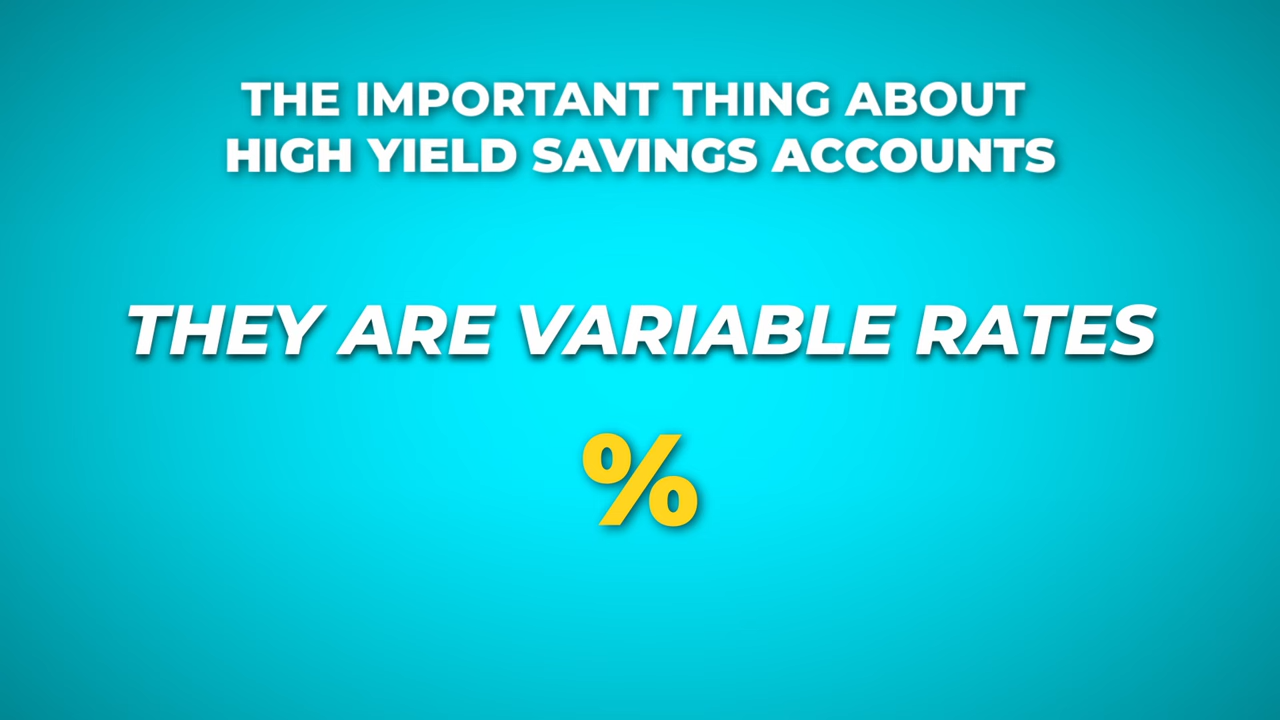 THE IMPORTANT THING ABOUT
HIGH YIELD SAVINGS ACCOUNTS
THEY ARE VARIABLE RATES
%